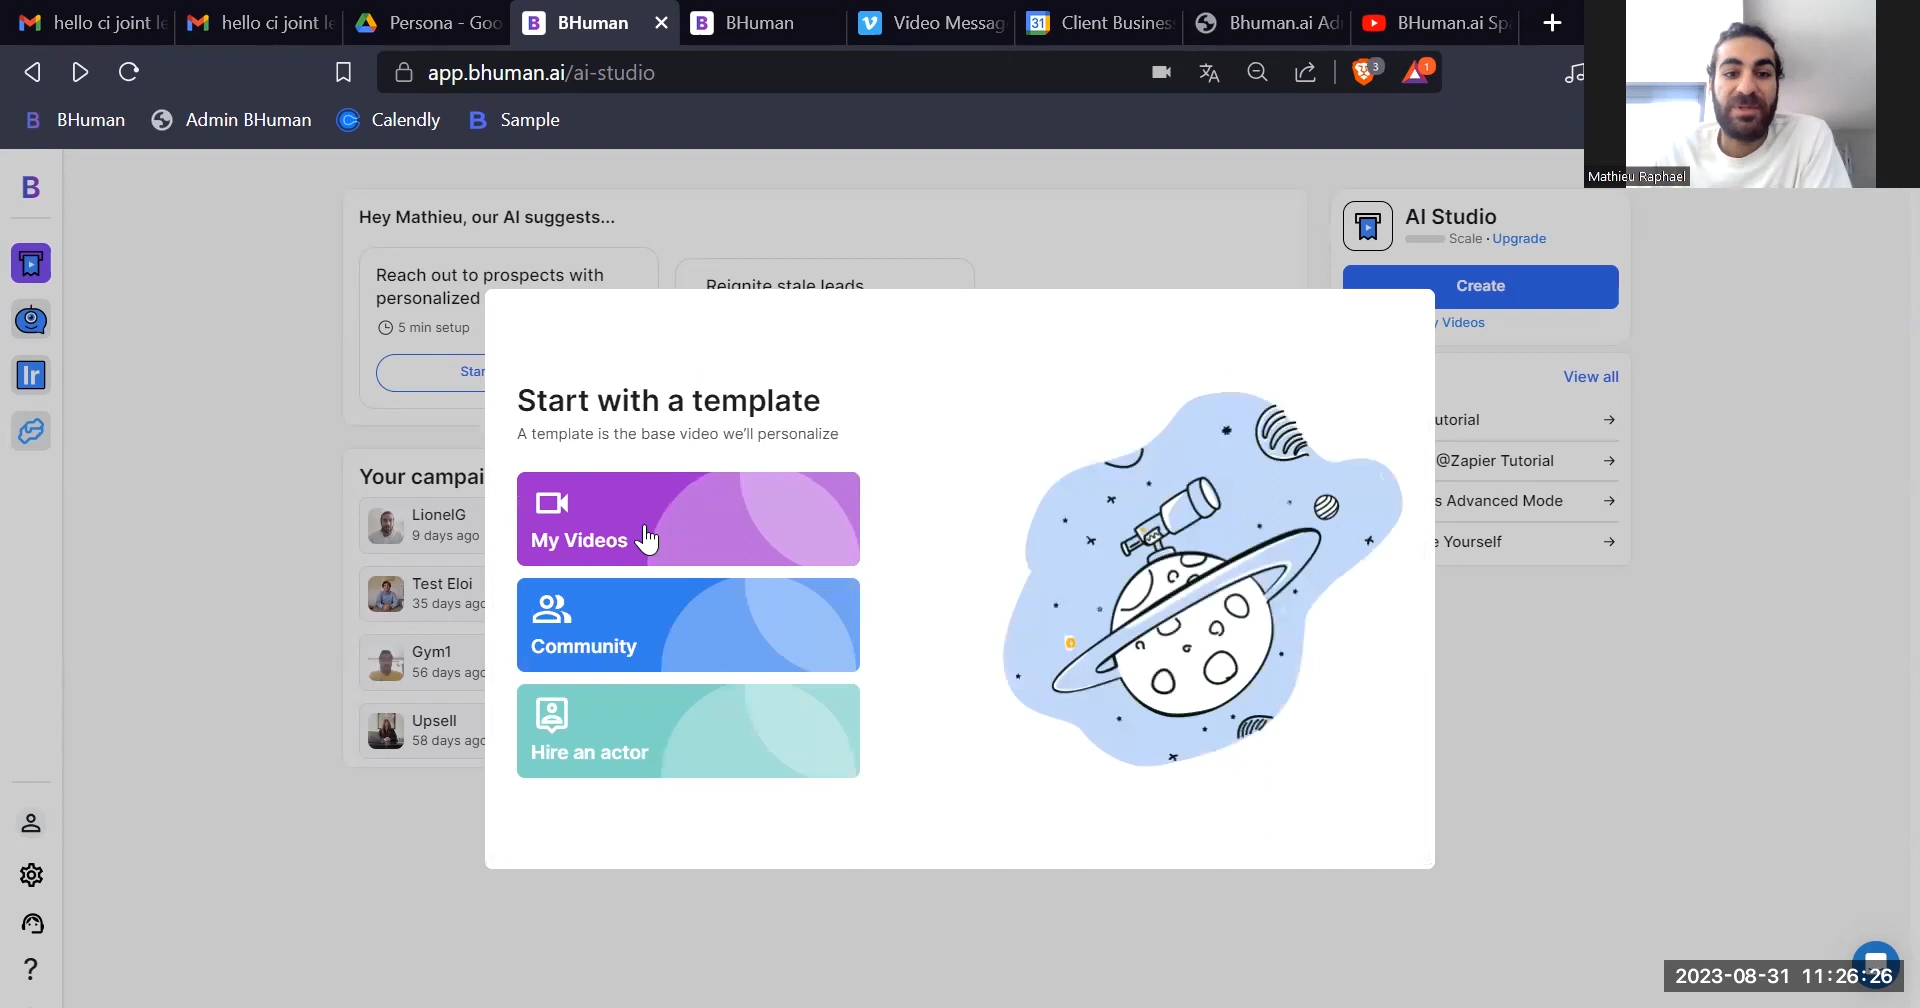 hello ci joint le
hello ci joint le
Persona - Goo
BHuman
BHuman
Video Messag
Client Busines
Bhuman.ai Ad
BHuman.ai Sp
app.bhuman.ai/ai-studio
3
1
BHuman
Admin BHuman
Calendly
Sample
Mathieu Raphael
B
Hey Mathieu, our AI suggests...
Reach out to prospects with
personalized
5 min setup
Star
Reignite stale leads
AI Studio
Scale · Upgrade
Create
y Videos
View all
utorial
@Zapier Tutorial
s Advanced Mode
e Yourself
Ir
Your campai
LionelG
9 days ago
Test Eloi
35 days ago
Gym1
56 days ago
Upsell
58 days ago
Start with a template
A template is the base video we'll personalize
My Videos
Community
Hire an actor
?
2023-08-31 11:26:26